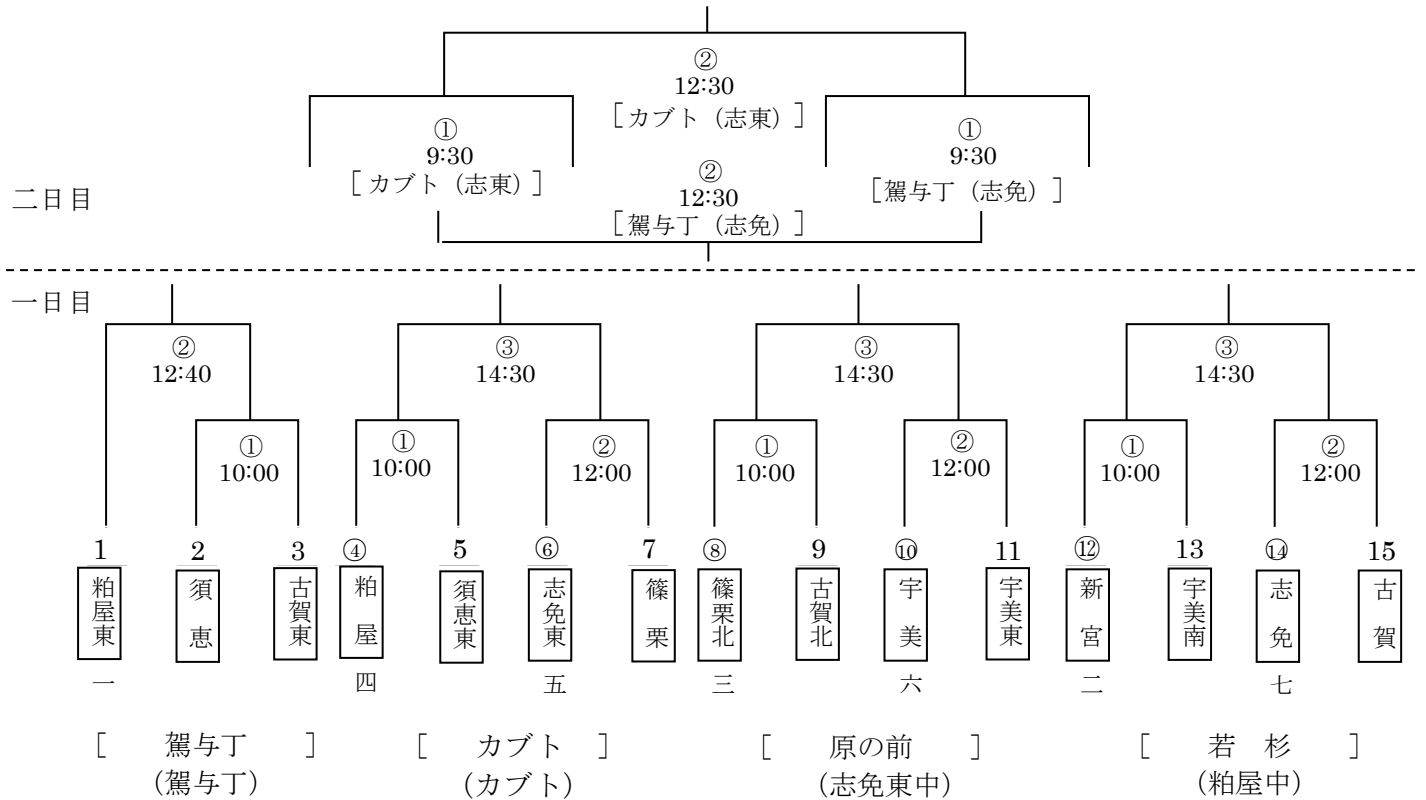 ②
12:30
［カブト（志東）］
① ①
9:30 9:30
［カブト（志東）］ ［駕与丁（志免）］
②
12:30
［駕与丁（志免）］
二日目
一日目
② ③ ③ ③
12:40 14:30 14:30 14:30
① ① ② ① ② ① ②
10:00 10:00 12:00 10:00 12:00 10:00 12:00
1 2 3 ④ 5 ⑥ 7 ⑧ 9 ⑩ 11 ⑫ 13 ⑭ 15
粕屋東 須恵 古賀東 粕屋 須恵東 志免東 篠栗 篠栗北 古賀北 宇美 宇美東 新宮 宇美南 志免 古賀
一 四 五 三 六 二 七
［ 駕与丁 ］ ［ カブト ］ ［ 原の前 ］ ［ 若 杉 ］
（駕与丁） （カブト） （志免東中） （粕屋中）